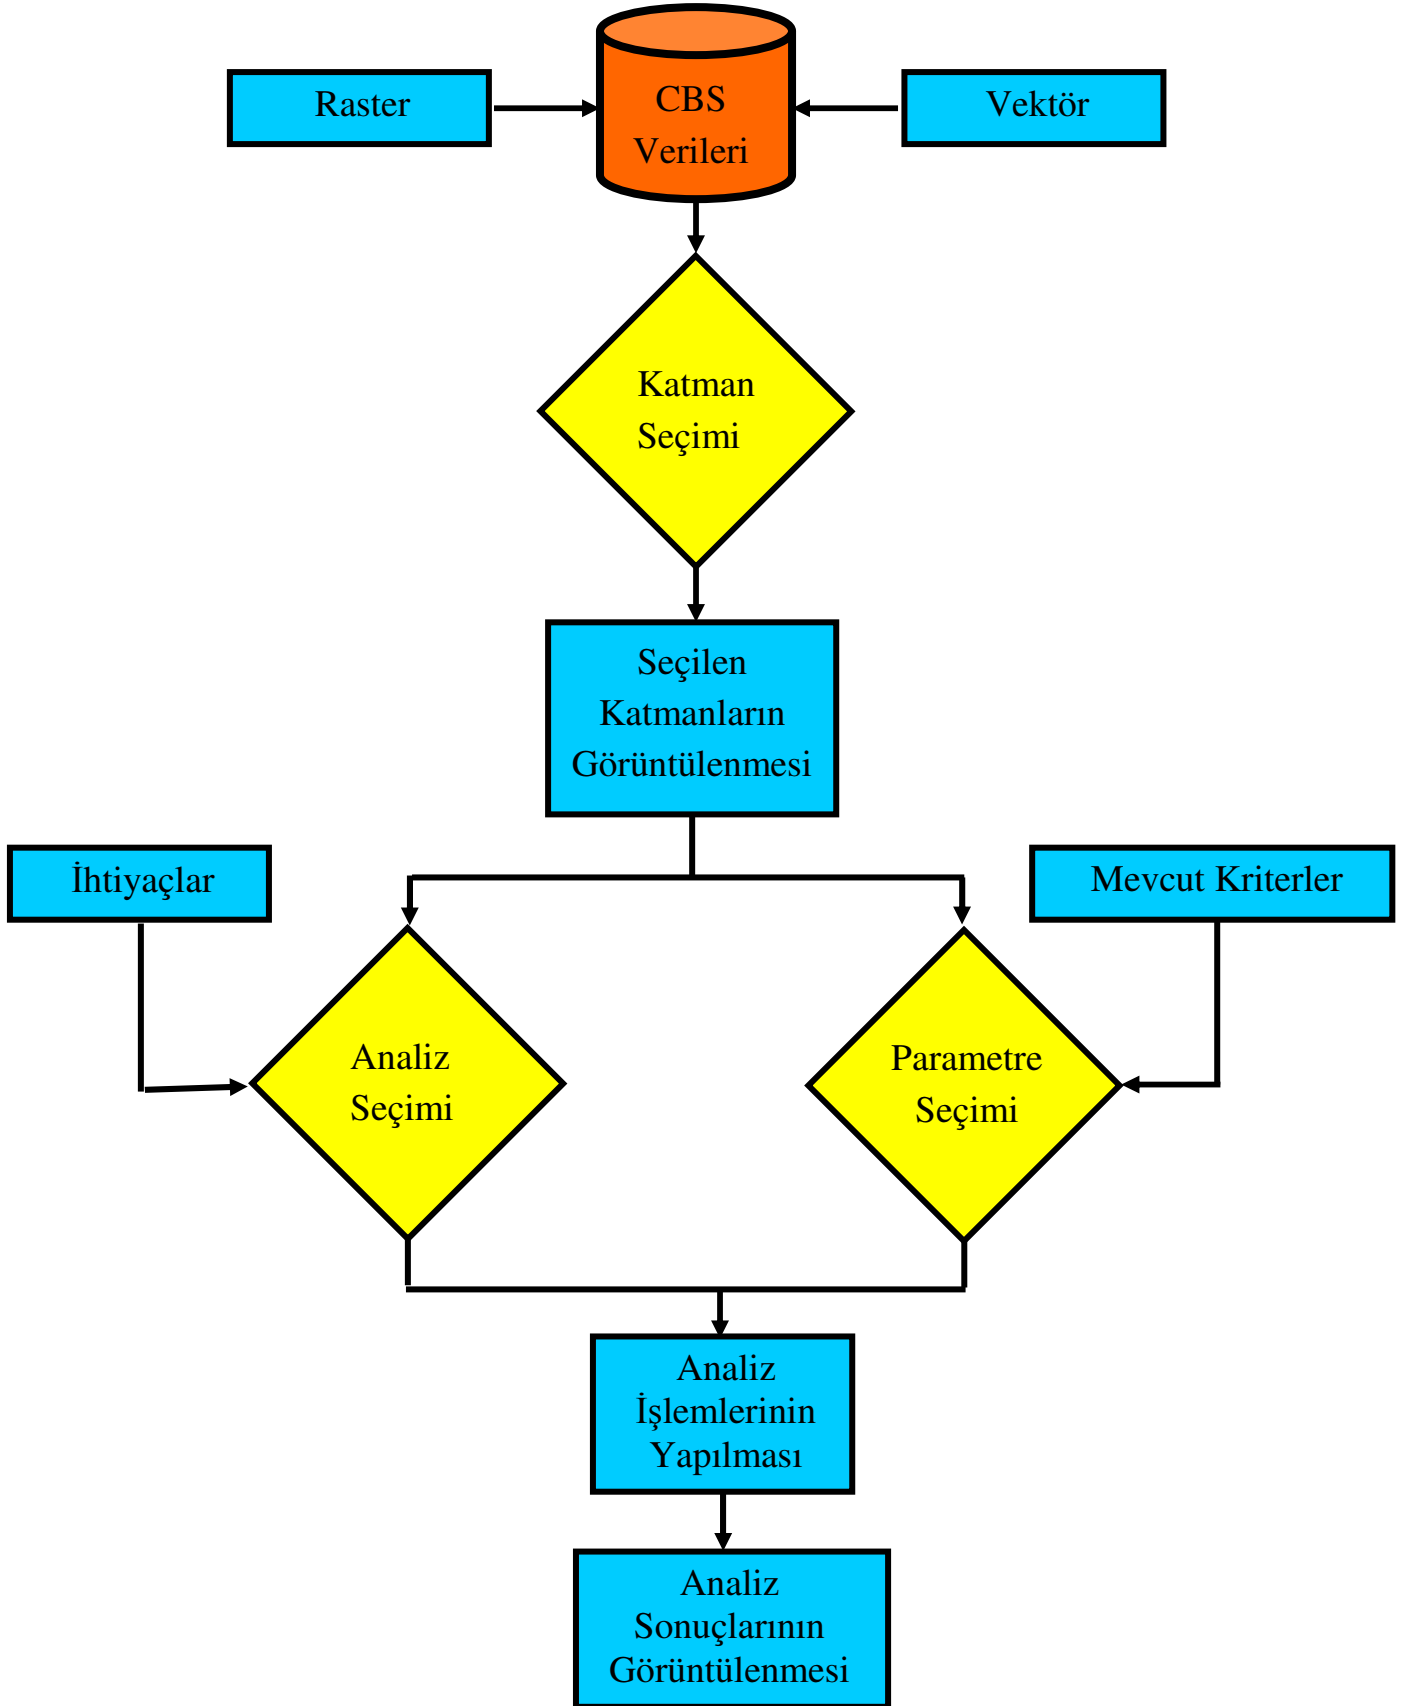 Raster
CBS
Verileri
Vektör
Katman
Seçimi
Seçilen
Katmanların
Görüntülenmesi
İhtiyaçlar
Mevcut Kriterler
Analiz
Seçimi
Parametre
Seçimi
Analiz
İşlemlerinin
Yapılması
Analiz
Sonuçlarının
Görüntülenmesi